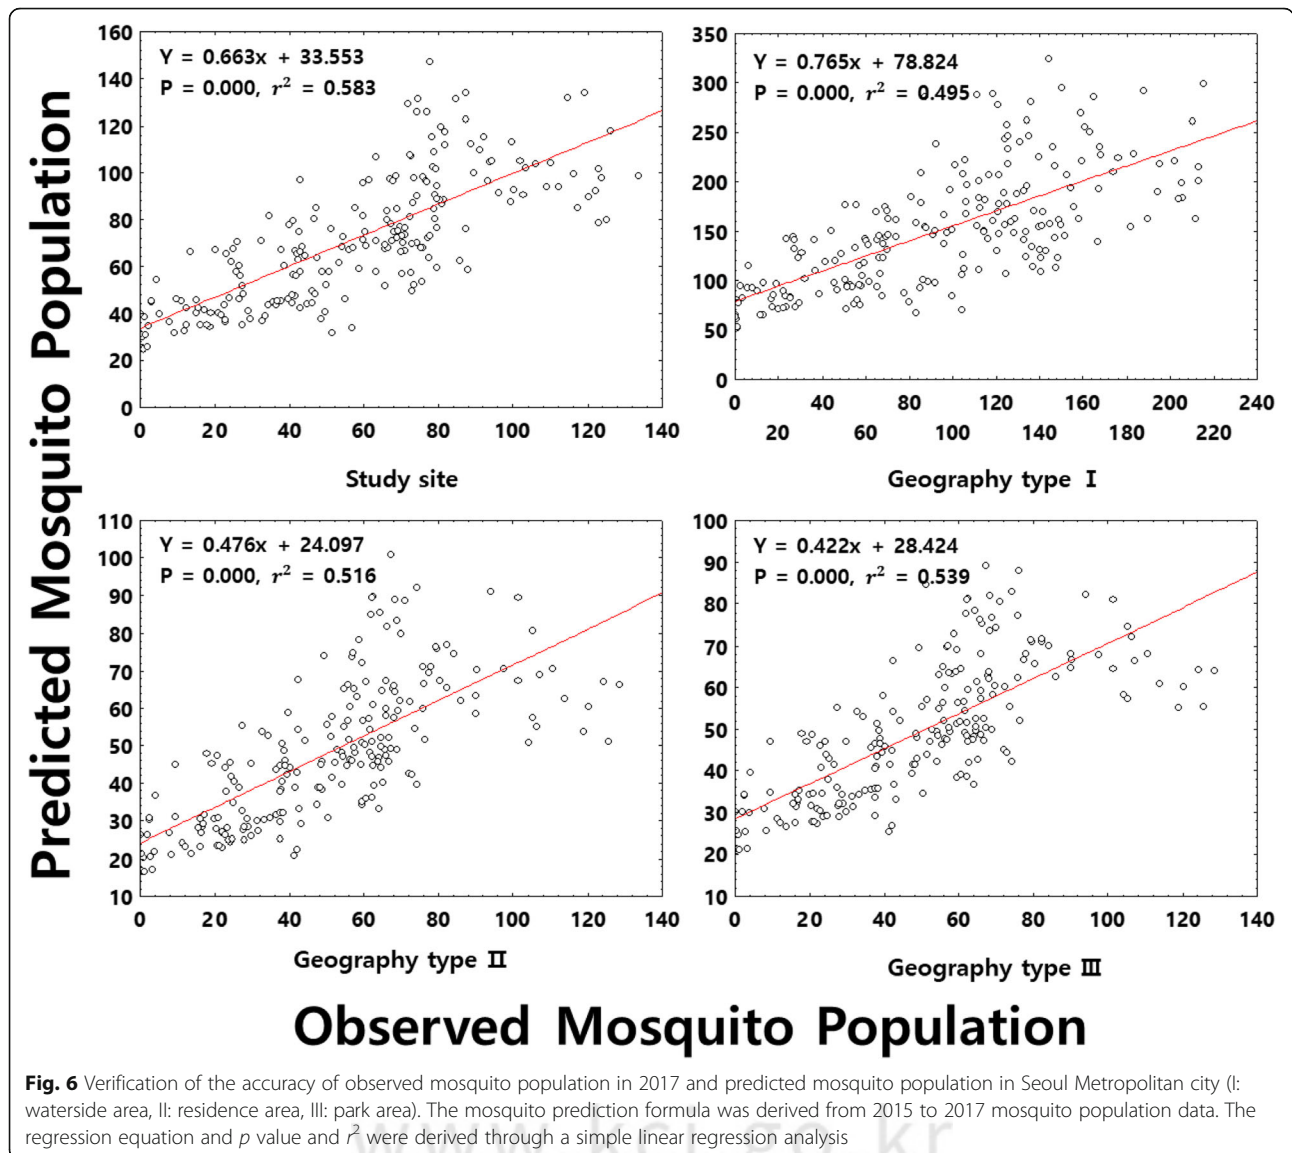 Predicted Mosquito Population
160
140
120
100
80
60
40
20
0
Y = 0.663x + 33.553
P = 0.000, r² = 0.583
0 20 40 60 80 100 120 140
Study site
350
300
250
200
150
100
50
0
Y = 0.765x + 78.824
P = 0.000, r² = 0.495
0 40 80 120 160 200 240
20 60 100 140 180 220
Geography type Ⅰ
110
100
90
80
70
60
50
40
30
20
10
Y = 0.476x + 24.097
P = 0.000, r² = 0.516
0 20 40 60 80 100 120 140
Geography type Ⅱ
100
90
80
70
60
50
40
30
20
10
Y = 0.422x + 28.424
P = 0.000, r² = 0.539
0 20 40 60 80 100 120 140
Geography type Ⅲ
Observed Mosquito Population
Fig. 6 Verification of the accuracy of observed mosquito population in 2017 and predicted mosquito population in Seoul Metropolitan city (I:
waterside area, II: residence area, III: park area). The mosquito prediction formula was derived from 2015 to 2017 mosquito population data. The
regression equation and p value and r² were derived through a simple linear regression analysis
www.kci.go.kr